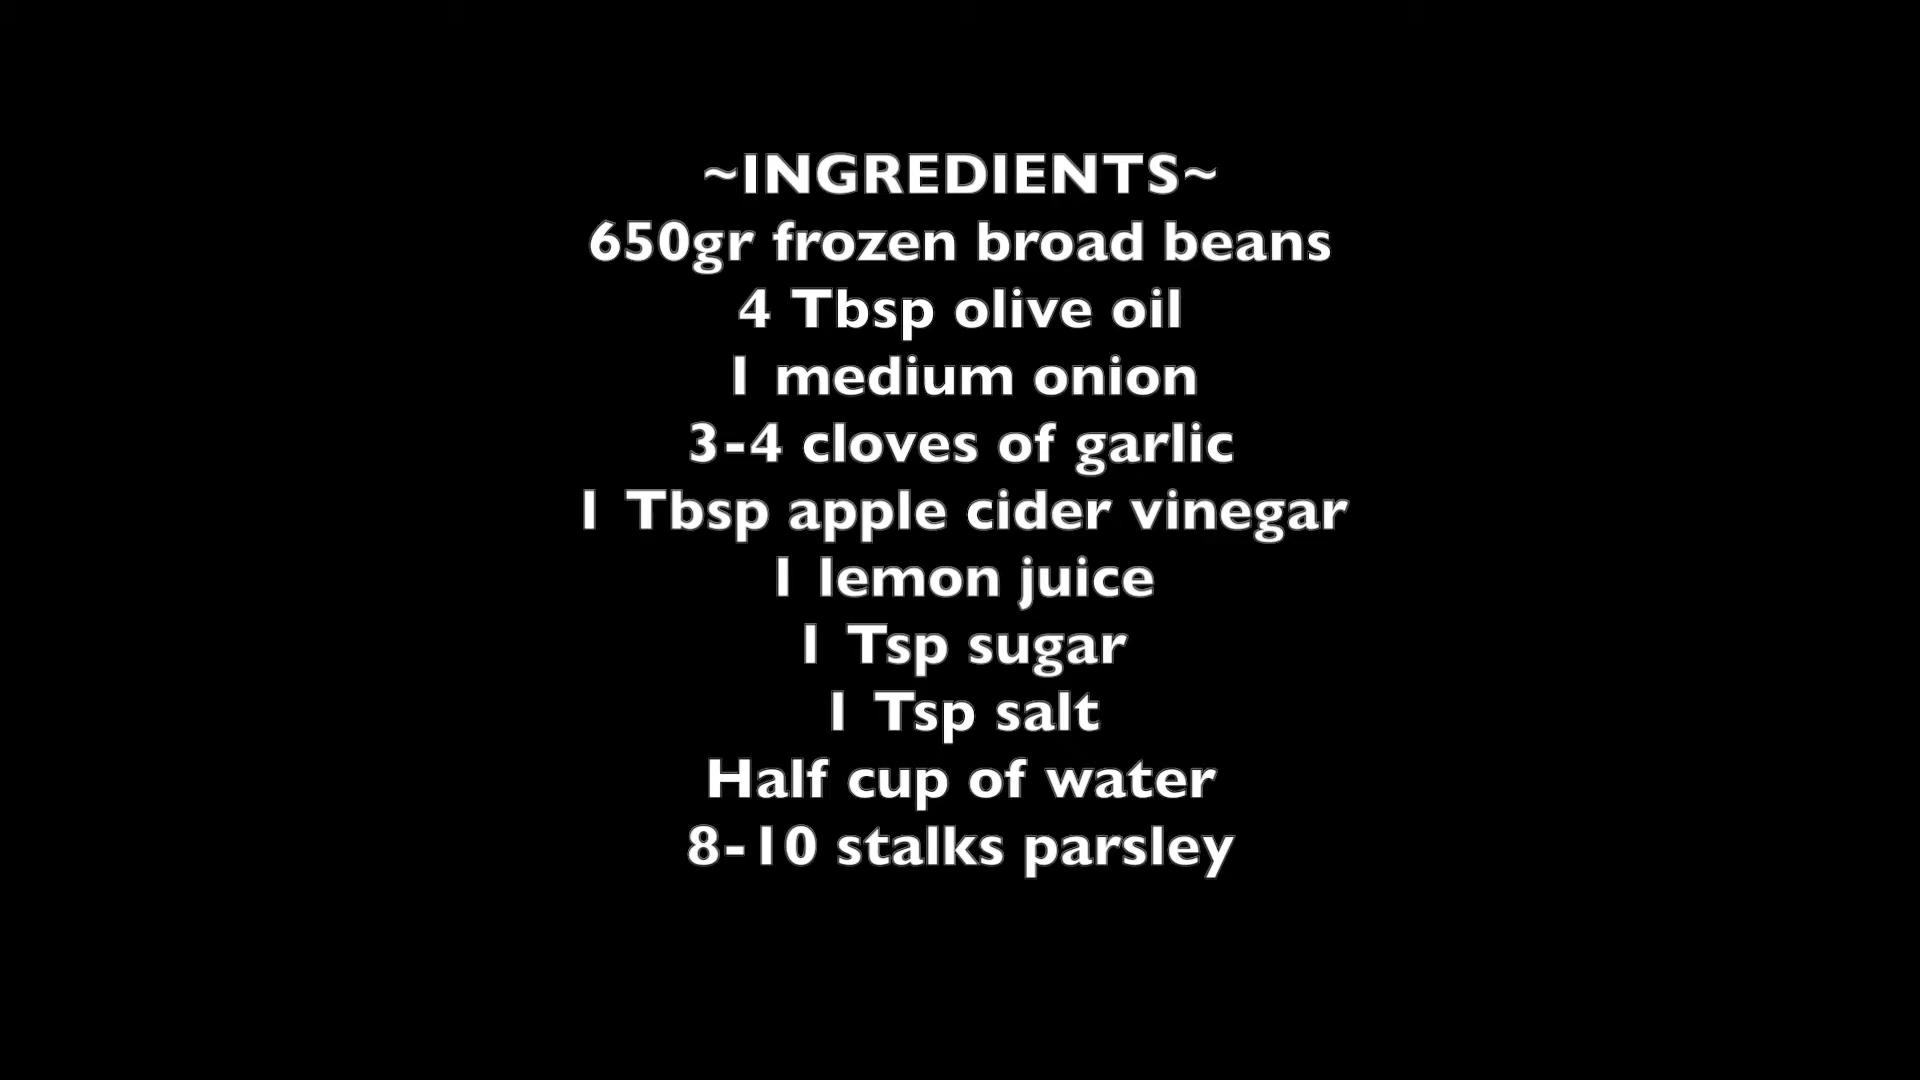 ~INGREDIENTS~
650gr frozen broad beans
4 Tbsp olive oil
1 medium onion
3-4 cloves of garlic
1 Tbsp apple cider vinegar
1 lemon juice
1 Tsp sugar
1 Tsp salt
Half cup of water
8-10 stalks parsley